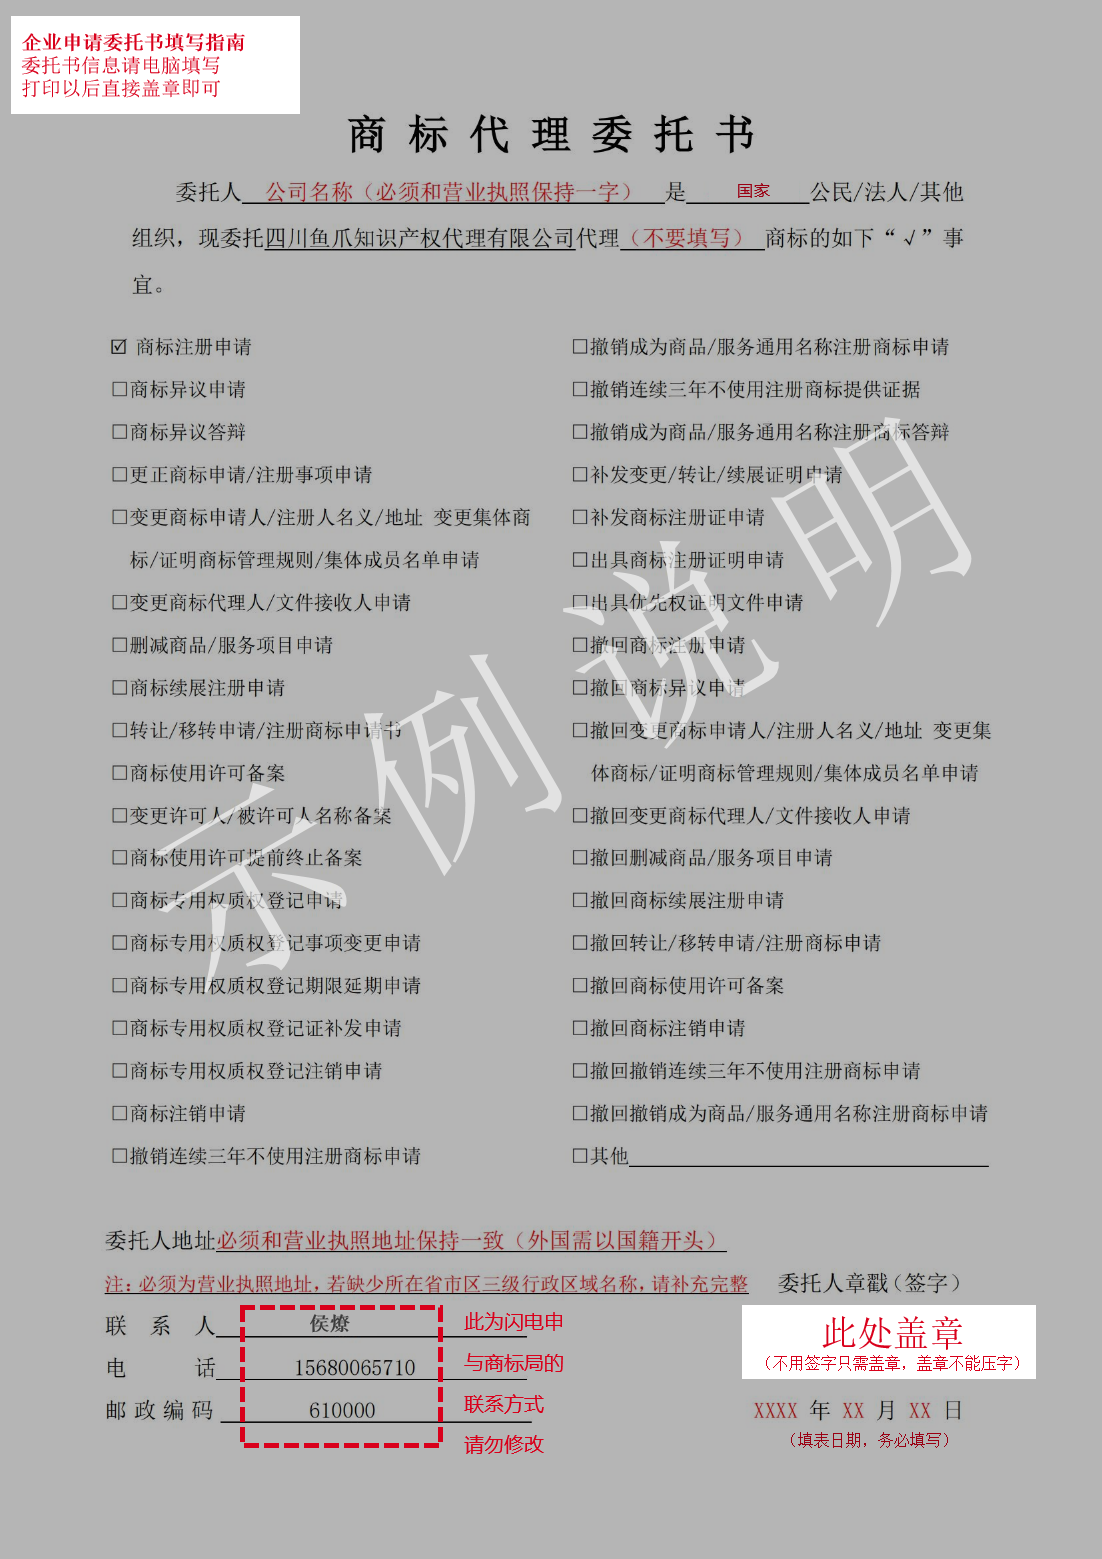 企业申请委托书填写指南
委托书信息请电脑填写
打印以后直接盖章即可
商标代理委托书
委托人 公司名称（必须和营业执照保持一字） 是 国家 公民/法人/其他
组织，现委托四川鱼爪知识产权代理有限公司代理（不要填写） 商标的如下“√”事
宜。
☑ 商标注册申请
□商标异议申请
□商标异议答辩
□更正商标申请/注册事项申请
□变更商标申请人/注册人名义/地址 变更集体商
标/证明商标管理规则/集体成员名单申请
□变更商标代理人/文件接收人申请
□删减商品/服务项目申请
□商标续展注册申请
□转让/移转申请/注册商标申请书
□商标使用许可备案
□变更许可人/被许可人名称备案
□商标使用许可提前终止备案
□商标专用权质权登记申请
□商标专用权质权登记事项变更申请
□商标专用权质权登记期限延期申请
□商标专用权质权登记证补发申请
□商标专用权质权登记注销申请
□商标注销申请
□撤销连续三年不使用注册商标申请
□撤销成为商品/服务通用名称注册商标申请
□撤销连续三年不使用注册商标提供证据
□撤销成为商品/服务通用名称注册商标答辩
□补发变更/转让/续展证明申请
□补发商标注册证申请
□出具商标注册证明申请
□出具优先权证明文件申请
□撤回商标注册申请
□撤回商标异议申请
□撤回变更商标申请人/注册人名义/地址 变更集
体商标/证明商标管理规则/集体成员名单申请
□撤回变更商标代理人/文件接收人申请
□撤回删减商品/服务项目申请
□撤回商标续展注册申请
□撤回转让/移转申请/注册商标申请
□撤回商标使用许可备案
□撤回商标注销申请
□撤回撤销连续三年不使用注册商标申请
□撤回撤销成为商品/服务通用名称注册商标申请
□其他
示例说明
委托人地址必须和营业执照地址保持一致（外国需以国籍开头）
注：必须为营业执照地址，若缺少所在省市区三级行政区域名称，请补充完整
联系人 侯燎
电话 15680065710
邮政编码 610000
此为闪电申
与商标局的
联系方式
请勿修改
委托人章戳（签字）
此处盖章
（不用签字只需盖章，盖章不能压字）
XXXX 年 XX 月 XX 日
（填表日期，务必填写）